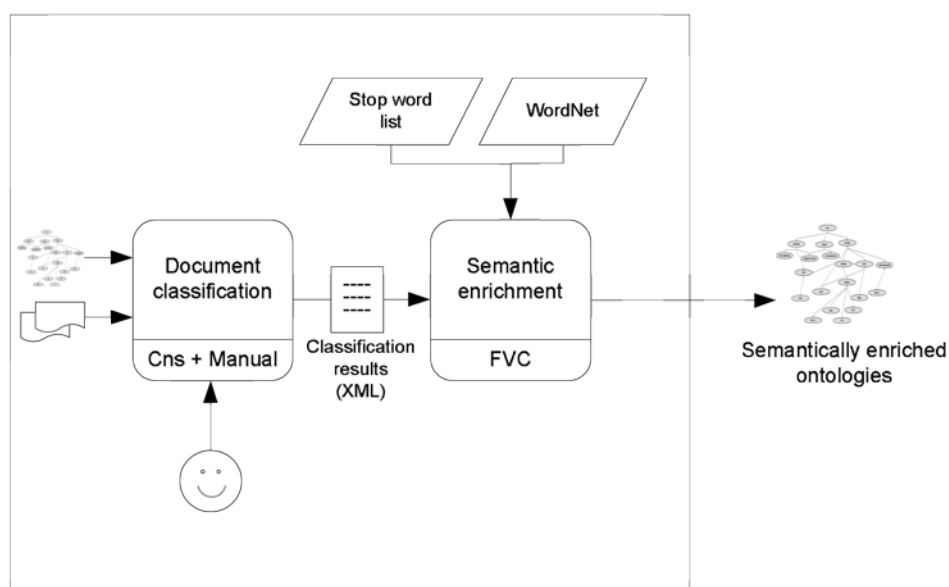 Stop word
list
WordNet
Document
classification
Cns + Manual
Classification
results
(XML)
Semantic
enrichment
FVC
Semantically enriched
ontologies